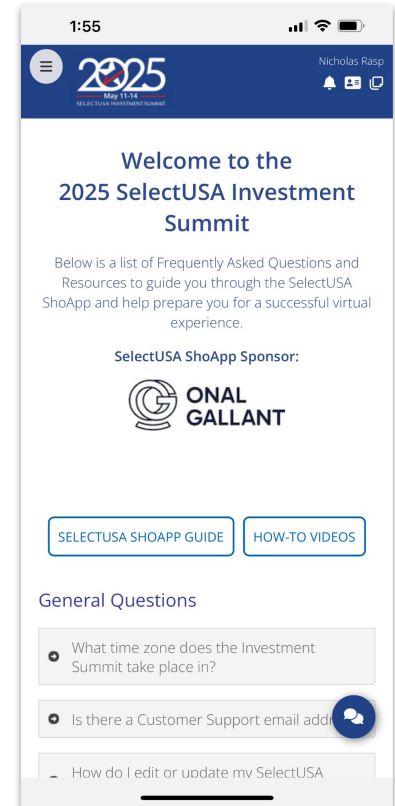 1:55
Nicholas Rasp
2025
May 11-14
SELECTUSA INVESTMENT SUMMIT
Welcome to the
2025 SelectUSA Investment
Summit
Below is a list of Frequently Asked Questions and
Resources to guide you through the SelectUSA
ShoApp and help prepare you for a successful virtual
experience.
SelectUSA ShoApp Sponsor:
ONAL
GALLANT
SELECTUSA SHOAPP GUIDE
HOW-TO VIDEOS
General Questions
What time zone does the Investment
Summit take place in?
Is there a Customer Support email addr
How do I edit or update my SelectUSA